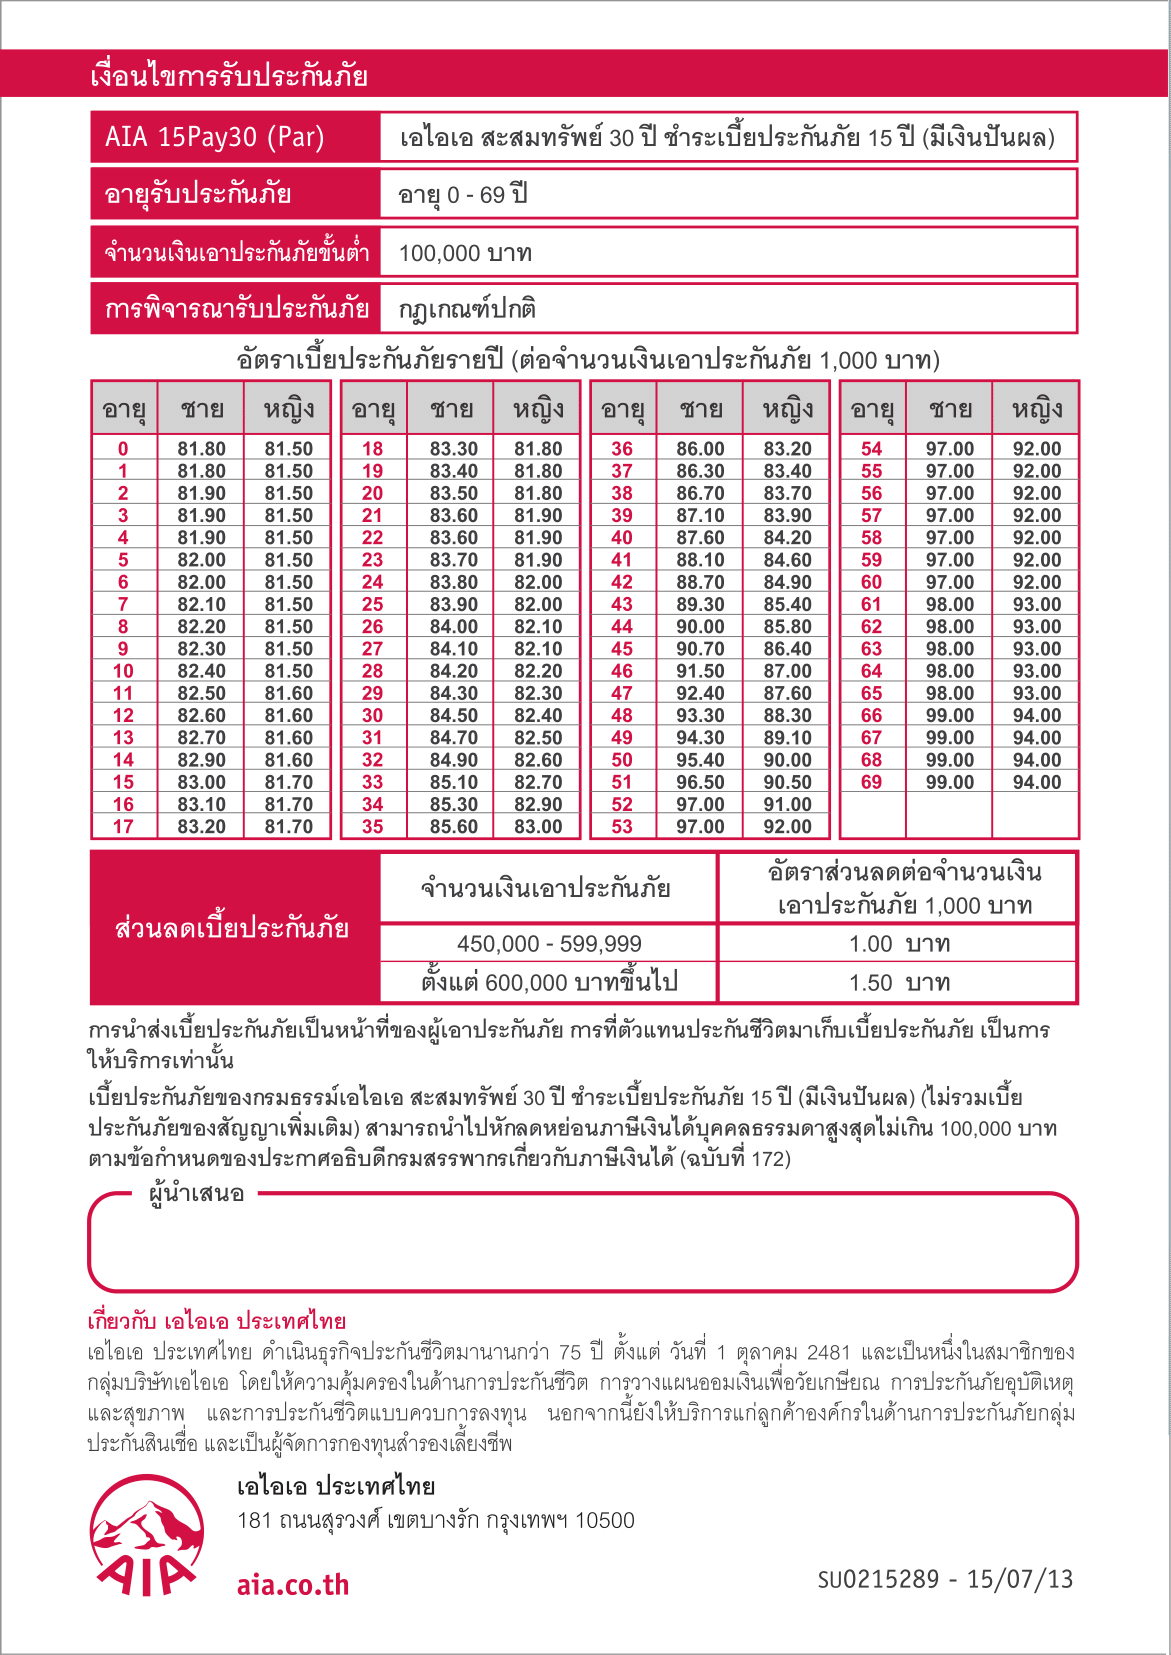 เงื่อนไขการรับประกันภัย
AIA 15Pay30 (Par) เอไอเอ สะสมทรัพย์ 30 ปี ชำระเบี้ยประกันภัย 15 ปี (มีเงินปันผล)
อายุรับประกันภัย อายุ 0 - 69 ปี
จำนวนเงินเอาประกันภัยขั้นต่ำ 100,000 บาท
การพิจารณารับประกันภัย กฎเกณฑ์ปกติ
อัตราเบี้ยประกันภัยรายปี (ต่อจำนวนเงินเอาประกันภัย 1,000 บาท)
อายุ ชาย หญิง อายุ ชาย หญิง อายุ ชาย หญิง อายุ ชาย หญิง
0 81.80 81.50 18 83.30 81.80 36 86.00 83.20 54 97.00 92.00
1 81.80 81.50 19 83.40 81.80 37 86.30 83.40 55 97.00 92.00
2 81.90 81.50 20 83.50 81.80 38 86.70 83.70 56 97.00 92.00
3 81.90 81.50 21 83.60 81.90 39 87.10 83.90 57 97.00 92.00
4 81.90 81.50 22 83.60 81.90 40 87.60 84.20 58 97.00 92.00
5 82.00 81.50 23 83.70 81.90 41 88.10 84.60 59 97.00 92.00
6 82.00 81.50 24 83.80 82.00 42 88.70 84.90 60 97.00 92.00
7 82.10 81.50 25 83.90 82.00 43 89.30 85.40 61 98.00 93.00
8 82.20 81.50 26 84.00 82.10 44 90.00 85.80 62 98.00 93.00
9 82.30 81.50 27 84.10 82.10 45 90.70 86.40 63 98.00 93.00
10 82.40 81.50 28 84.20 82.20 46 91.50 87.00 64 98.00 93.00
11 82.50 81.60 29 84.30 82.30 47 92.40 87.60 65 98.00 93.00
12 82.60 81.60 30 84.50 82.40 48 93.30 88.30 66 99.00 94.00
13 82.70 81.60 31 84.70 82.50 49 94.30 89.10 67 99.00 94.00
14 82.90 81.60 32 84.90 82.60 50 95.40 90.00 68 99.00 94.00
15 83.00 81.70 33 85.10 82.70 51 96.50 90.50 69 99.00 94.00
16 83.10 81.70 34 85.30 82.90 52 97.00 91.00
17 83.20 81.70 35 85.60 83.00 53 97.00 92.00
ส่วนลดเบี้ยประกันภัย
จำนวนเงินเอาประกันภัย
อัตราส่วนลดต่อจำนวนเงิน
เอาประกันภัย 1,000 บาท
450,000 - 599,999 1.00 บาท
ตั้งแต่ 600,000 บาทขึ้นไป 1.50 บาท
การนำส่งเบี้ยประกันภัยเป็นหน้าที่ของผู้เอาประกันภัย การที่ตัวแทนประกันชีวิตมาเก็บเบี้ยประกันภัย เป็นการ
ให้บริการเท่านั้น
เบี้ยประกันภัยของกรมธรรม์เอไอเอ สะสมทรัพย์ 30 ปี ชำระเบี้ยประกันภัย 15 ปี (มีเงินปันผล) (ไม่รวมเบี้ย
ประกันภัยของสัญญาเพิ่มเติม) สามารถนำไปหักลดหย่อนภาษีเงินได้บุคคลธรรมดาสูงสุดไม่เกิน 100,000 บาท
ตามข้อกำหนดของประกาศอธิบดีกรมสรรพากรเกี่ยวกับภาษีเงินได้ (ฉบับที่ 172)
ผู้นำเสนอ
เกี่ยวกับ เอไอเอ ประเทศไทย
เอไอเอ ประเทศไทย ดำเนินธุรกิจประกันชีวิตมานานกว่า 75 ปี ตั้งแต่ วันที่ 1 ตุลาคม 2481 และเป็นหนึ่งในสมาชิกของ
กลุ่มบริษัทเอไอเอ โดยให้ความคุ้มครองในด้านการประกันชีวิต การวางแผนออมเงินเพื่อวัยเกษียณ การประกันภัยอุบัติเหตุ
และสุขภาพ และการประกันชีวิตแบบควบการลงทุน นอกจากนี้ยังให้บริการแก่ลูกค้าองค์กรในด้านการประกันภัยกลุ่ม
ประกันสินเชื่อ และเป็นผู้จัดการกองทุนสำรองเลี้ยงชีพ
เอไอเอ ประเทศไทย
181 ถนนสุรวงศ์ เขตบางรัก กรุงเทพฯ 10500
AIA
aia.co.th
SU0215289 - 15/07/13